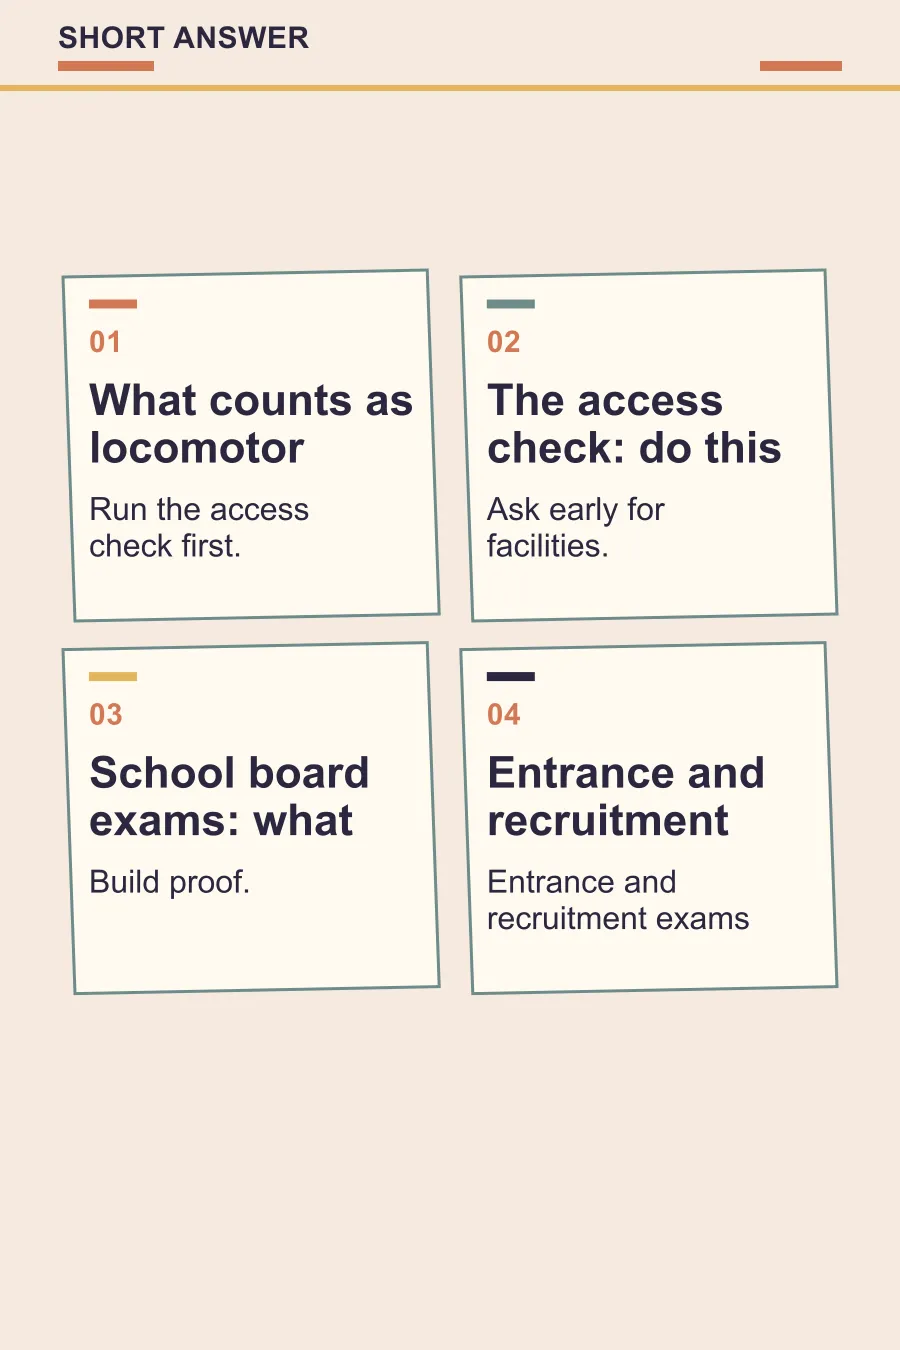 SHORT ANSWER
01
What counts as
locomotor
Run the access
check first.
02
The access
check: do this
Ask early for
facilities.
03
School board
exams: what
Build proof.
04
Entrance and
recruitment
Entrance and
recruitment exams